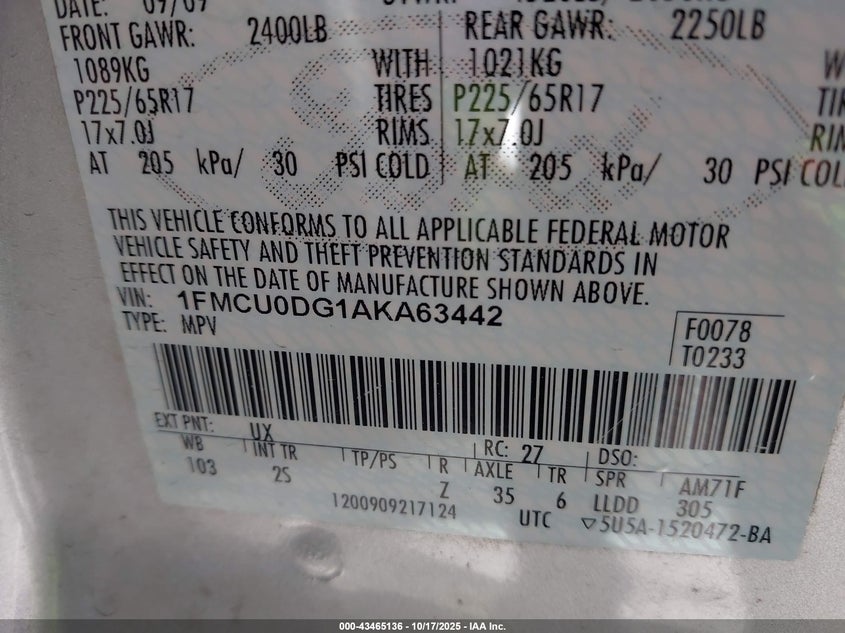 DATE: 09/09
FRONT GAWR: 2400LB REAR GAWR: 2250LB
1089KG WITH 1021KG W
P225/65R17 TIRES P225/65R17 TIR
17x7.0J RIMS 17x7.0J RIM
AT 205 kPa/ 30 PSI COLD AT 205 kPa/ 30 PSI COL
THIS VEHICLE CONFORMS TO ALL APPLICABLE FEDERAL MOTOR
VEHICLE SAFETY AND THEFT PREVENTION STANDARDS IN
EFFECT ON THE DATE OF MANUFACTURE SHOWN ABOVE.
VIN: 1FMCU0DG1AKA63442
TYPE: MPV
F0078
T0233
EXT PNT: UX RC: 27 DSO:
WB INT TR TP/PS R AXLE TR SPR AM71F
103 2S Z 35 6 LLDD 305
1200909217124 UTC ▽5U5A-1520472-BA
000-43465136 - 10/17/2025 - IAA Inc.